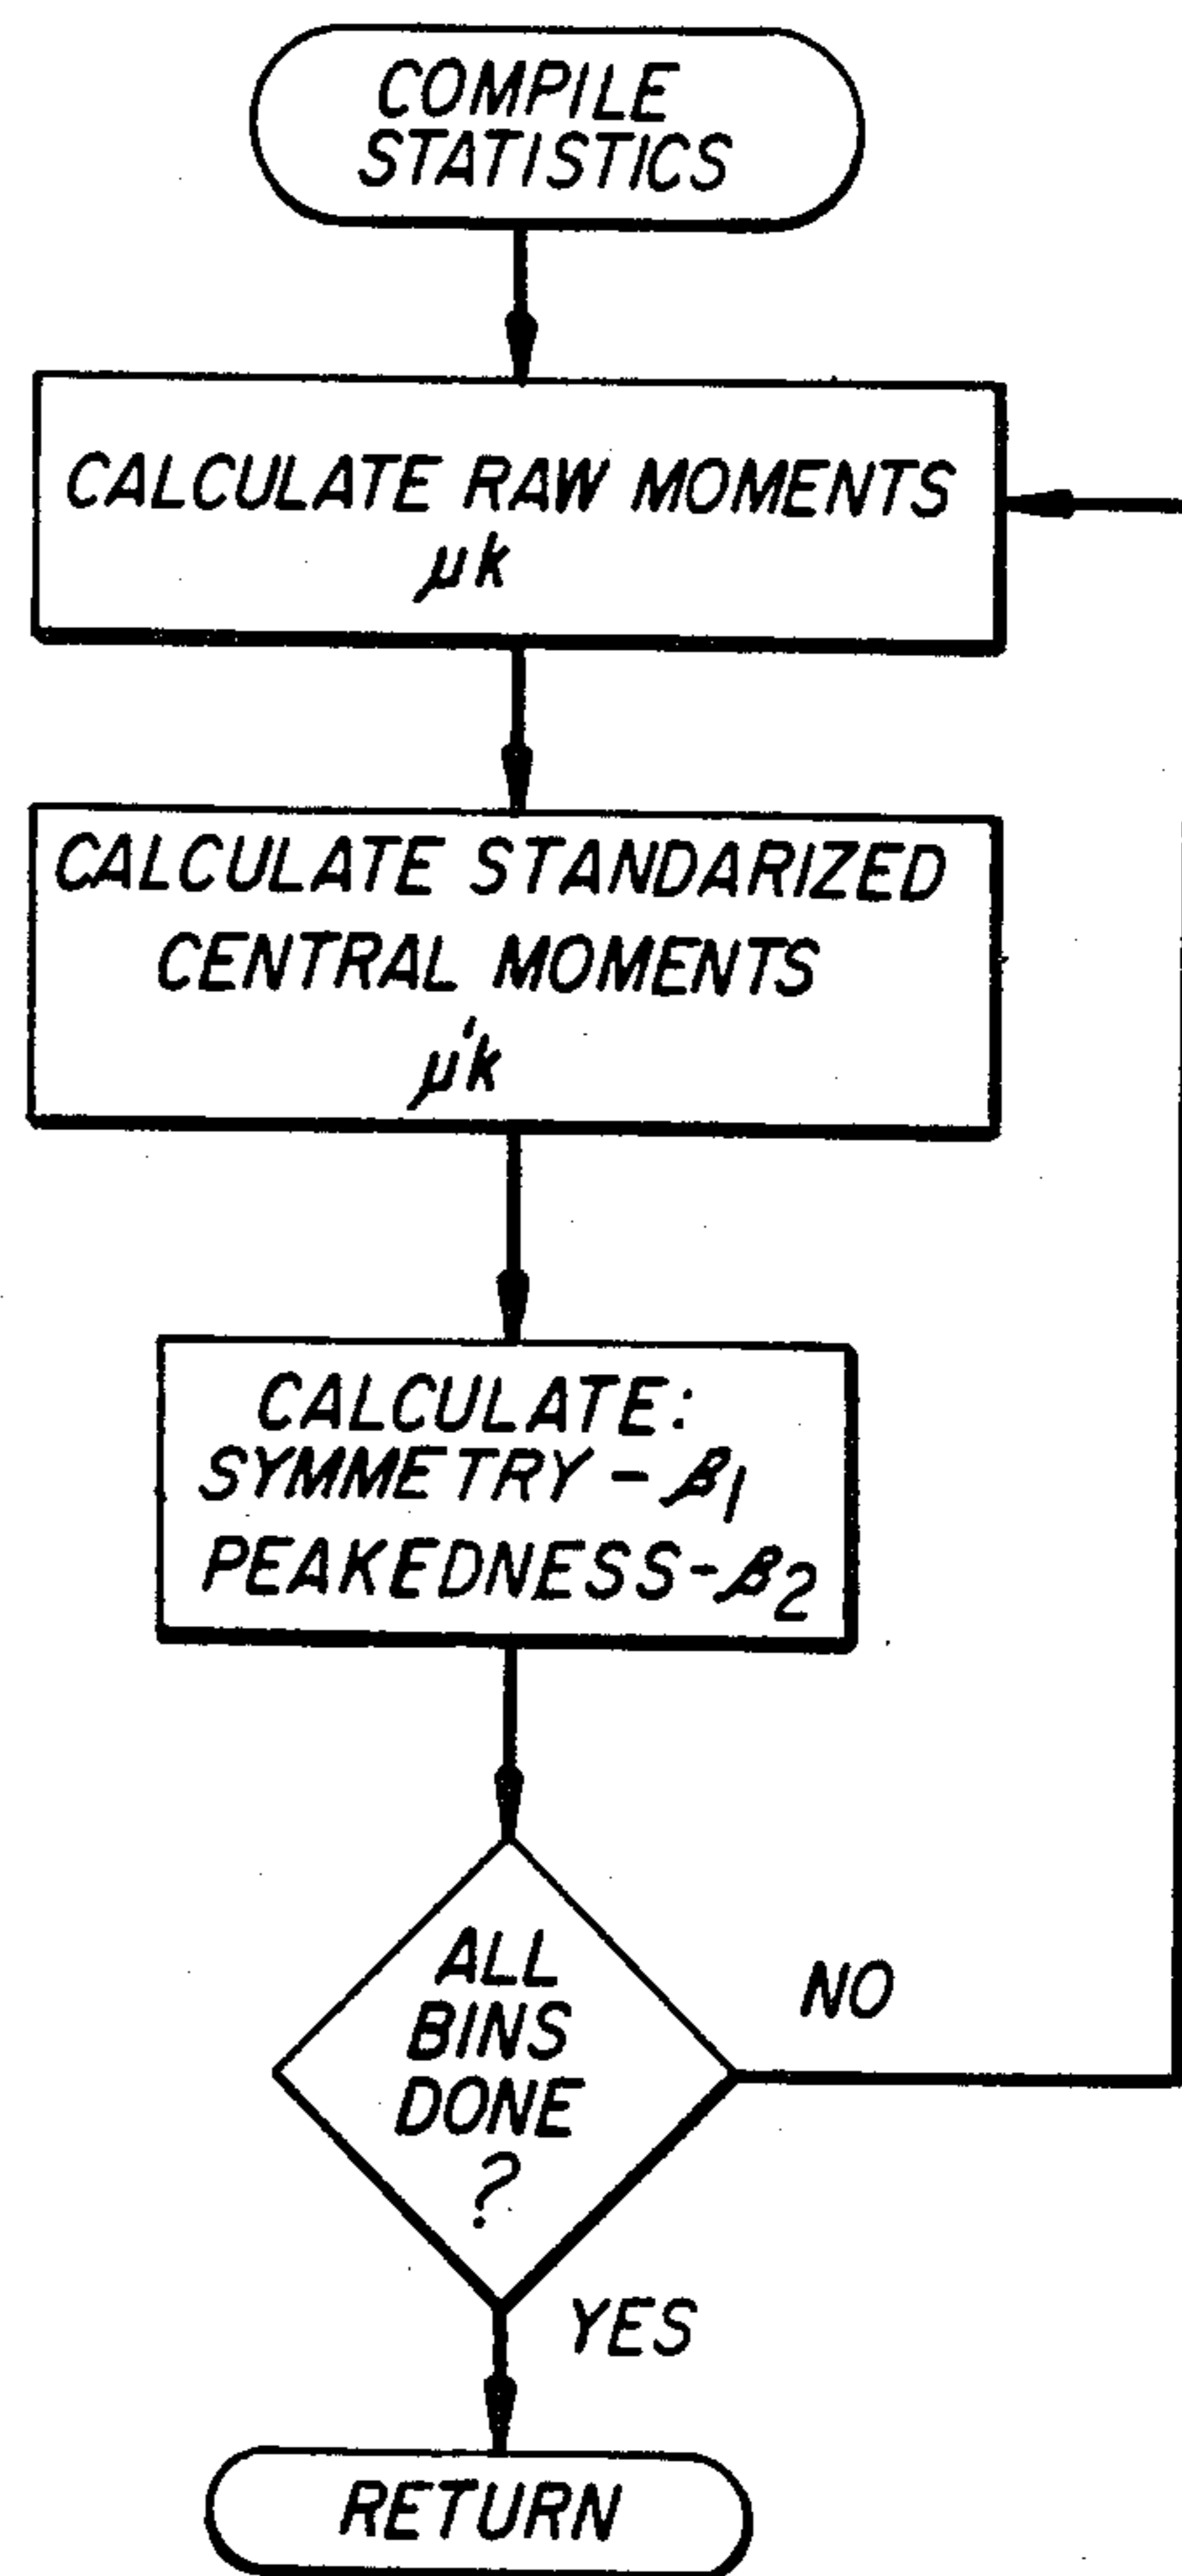 COMPILE
STATISTICS
CALCULATE RAW MOMENTS
μk
CALCULATE STANDARIZED
CENTRAL MOMENTS
μ'k
CALCULATE:
SYMMETRY-β1
PEAKEDNESS-β2
ALL
BINS
DONE
?
NO
YES
RETURN